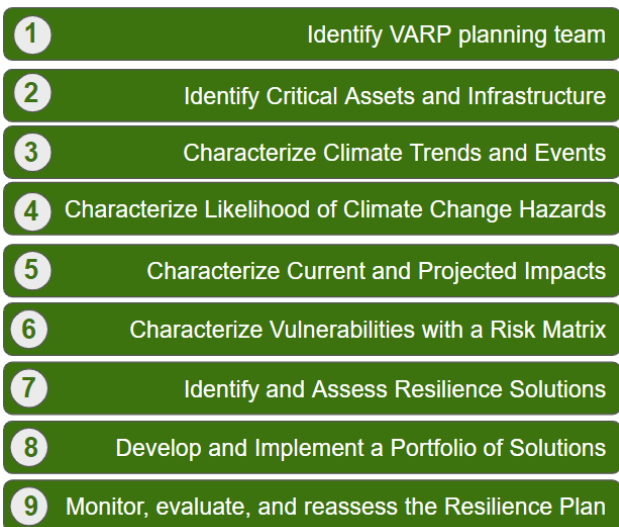 1 Identify VARP planning team
2 Identify Critical Assets and Infrastructure
3 Characterize Climate Trends and Events
4 Characterize Likelihood of Climate Change Hazards
5 Characterize Current and Projected Impacts
6 Characterize Vulnerabilities with a Risk Matrix
7 Identify and Assess Resilience Solutions
8 Develop and Implement a Portfolio of Solutions
9 Monitor, evaluate, and reassess the Resilience Plan